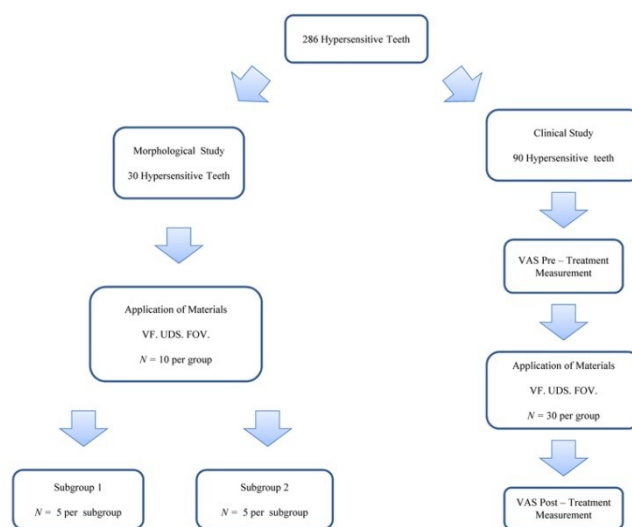 286 Hypersensitive Teeth
Morphological Study
30 Hypersensitive Teeth
Application of Materials
VF. UDS. FOV.
N = 10 per group
Subgroup 1
N = 5 per subgroup
Subgroup 2
N = 5 per subgroup
Clinical Study
90 Hypersensitive teeth
VAS Pre – Treatment
Measurement
Application of Materials
VF. UDS. FOV.
N = 30 per group
VAS Post – Treatment
Measurement